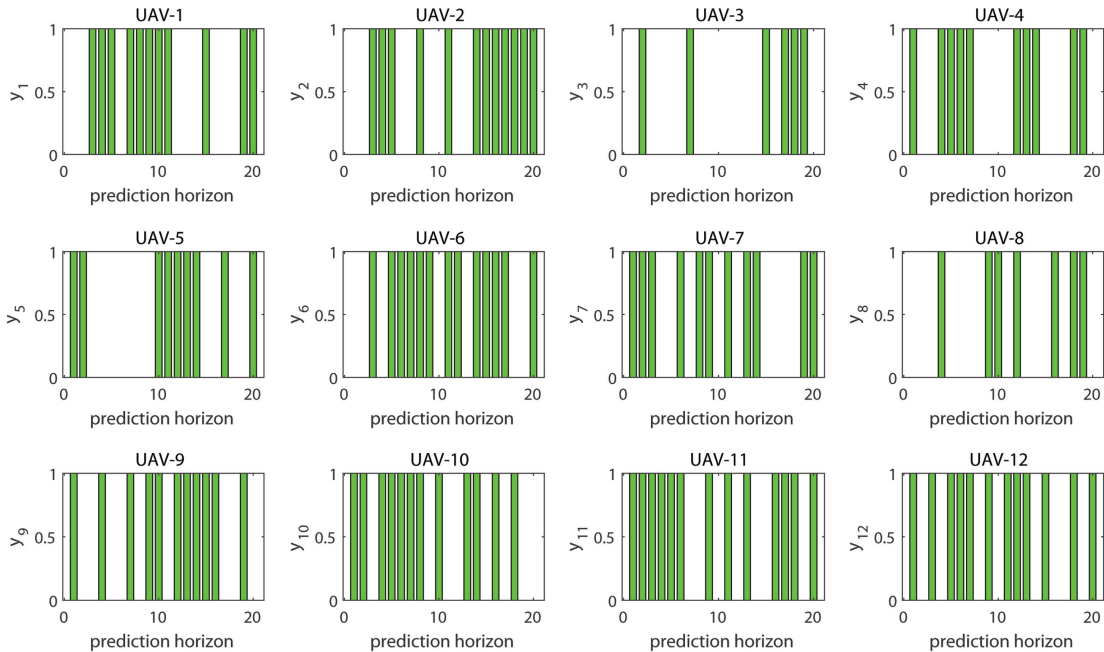 UAV-1 UAV-2 UAV-3 UAV-4
1 1 1 1
y1 0.5 y2 0.5 y3 0.5 y4 0.5
0 0 0 0
0 10 20 0 10 20 0 10 20 0 10 20
prediction horizon prediction horizon prediction horizon prediction horizon
UAV-5 UAV-6 UAV-7 UAV-8
1 1 1 1
y5 0.5 y6 0.5 y7 0.5 y8 0.5
0 0 0 0
0 10 20 0 10 20 0 10 20 0 10 20
prediction horizon prediction horizon prediction horizon prediction horizon
UAV-9 UAV-10 UAV-11 UAV-12
1 1 1 1
y9 0.5 y10 0.5 y11 0.5 y12 0.5
0 0 0 0
0 10 20 0 10 20 0 10 20 0 10 20
prediction horizon prediction horizon prediction horizon prediction horizon